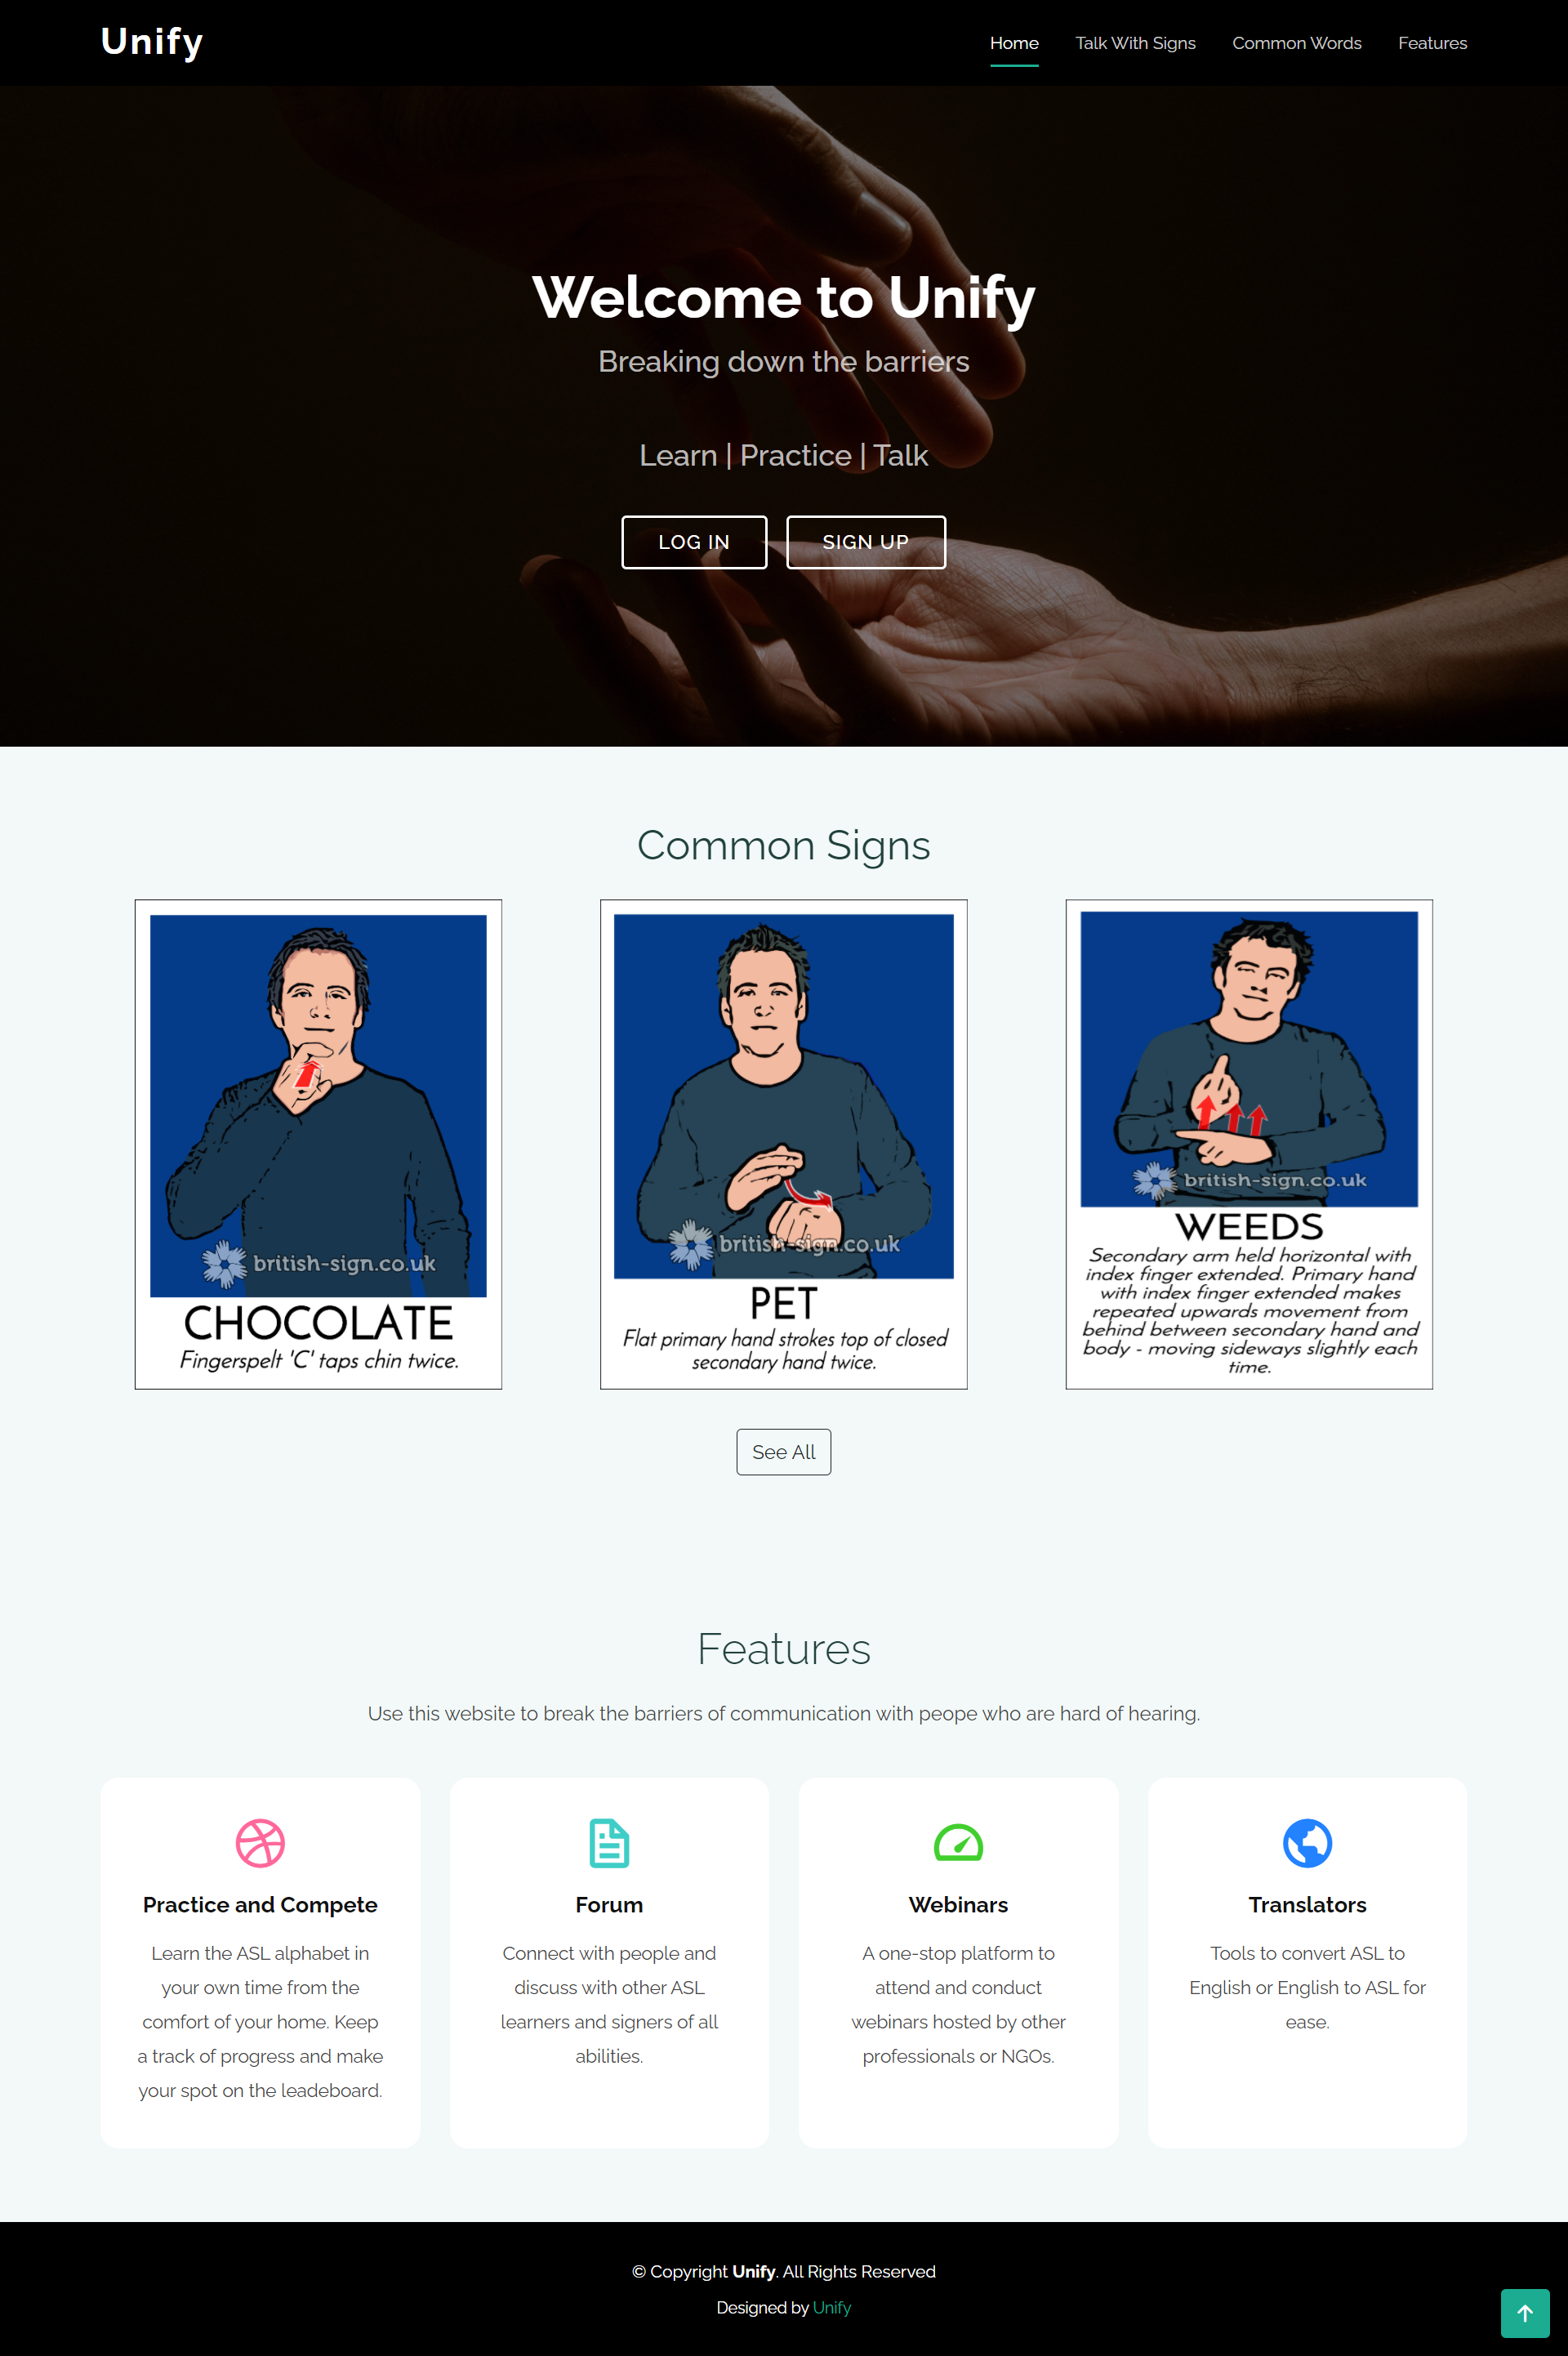 Unify
Home Talk With Signs Common Words Features
Welcome to Unify
Breaking down the barriers
Learn | Practice | Talk
LOG IN SIGN UP
Common Signs
british-sign.co.uk
CHOCOLATE
Fingerspelt 'C' taps chin twice.
british-sign.co.uk
PET
Flat primary hand strokes top of closed
secondary hand twice.
british-sign.co.uk
WEEDS
Secondary arm held horizontal with
index finger extended. Primary hand
with index finger extended makes
repeated upwards movement from
behind between secondary hand and
body - moving sideways slightly each
time.
See All
Features
Use this website to break the barriers of communication with peope who are hard of hearing.
Practice and Compete
Learn the ASL alphabet in
your own time from the
comfort of your home. Keep
a track of progress and make
your spot on the leadeboard.
Forum
Connect with people and
discuss with other ASL
learners and signers of all
abilities.
Webinars
A one-stop platform to
attend and conduct
webinars hosted by other
professionals or NGOs.
Translators
Tools to convert ASL to
English or English to ASL for
ease.
© Copyright Unify. All Rights Reserved
Designed by Unify